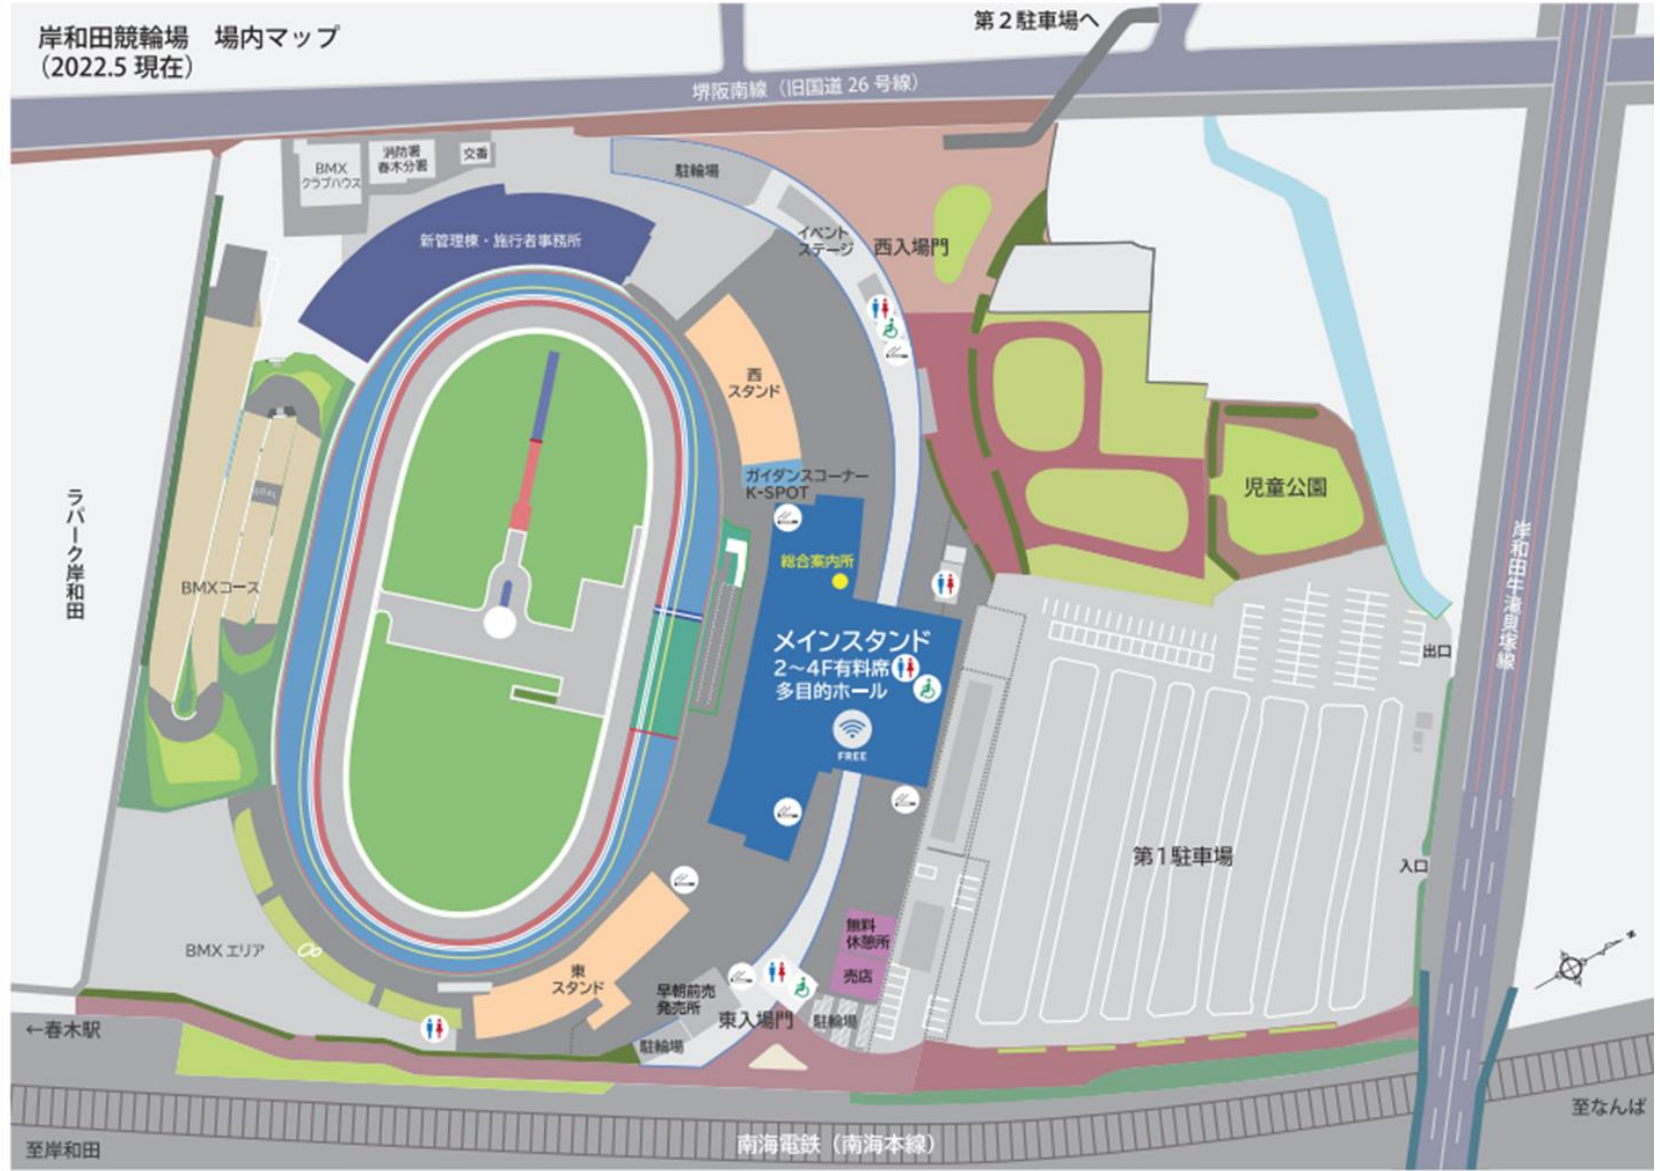 岸和田競輪場　場内マップ
（2022.5 現在）
第２駐車場へ
堺阪南線（旧国道 26 号線）
BMX
クラブハウス
消防署
春木分署
交番
駐輪場
新管理棟・施行者事務所
イベント
ステージ
西入場門
西
スタンド
ガイダンスコーナー
K-SPOT
児童公園
ラパーク岸和田
BMXコース
GOAL
総合案内所
メインスタンド
2～4F有料席
多目的ホール
FREE
岸和田牛滝貝塚線
出口
第１駐車場
入口
BMX エリア
東
スタンド
無料
休憩所
売店
早朝前売
発売所
東入場門
駐輪場
駐輪場
N
←春木駅
至なんば
至岸和田
南海電鉄（南海本線）